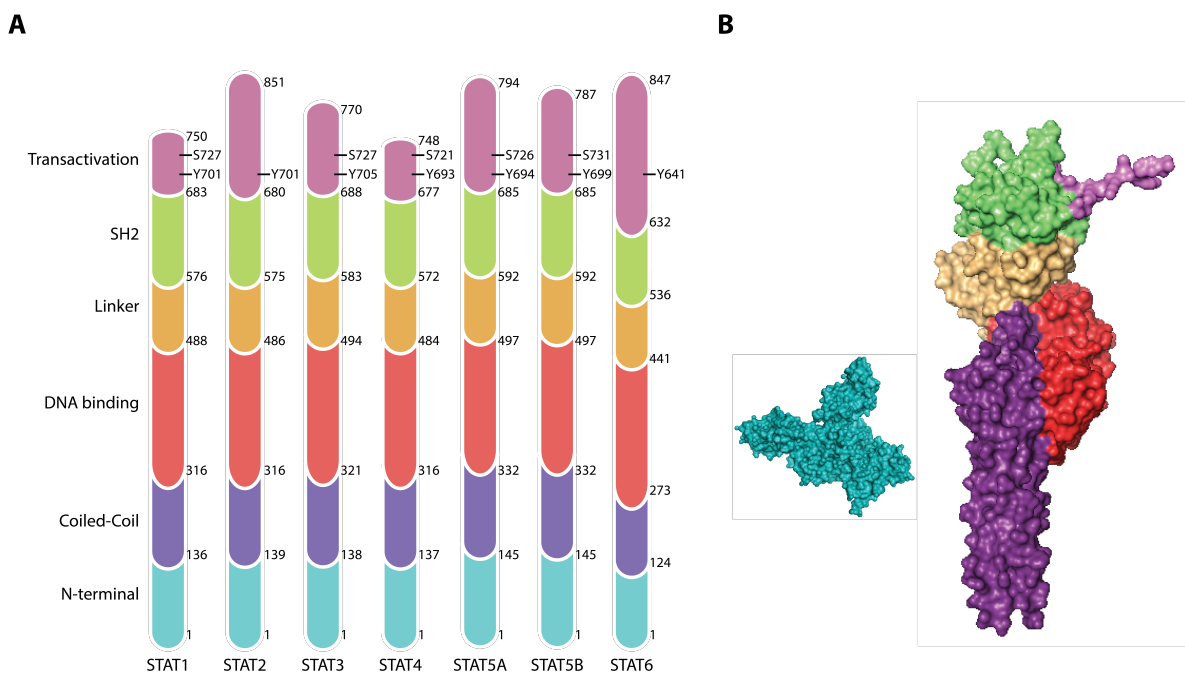 A
B
851
847
794
787
770
750
748
Transactivation
S727
S727
S721
S726
S731
Y701
Y701
Y705
Y693
Y694
Y699
Y641
683
680
688
677
685
685
632
SH2
576
575
583
572
592
592
536
Linker
488
486
494
484
497
497
441
DNA binding
316
316
321
316
332
332
273
Coiled-Coil
136
139
138
137
145
145
124
N-terminal
1
1
1
1
1
1
1
STAT1
STAT2
STAT3
STAT4
STAT5A
STAT5B
STAT6